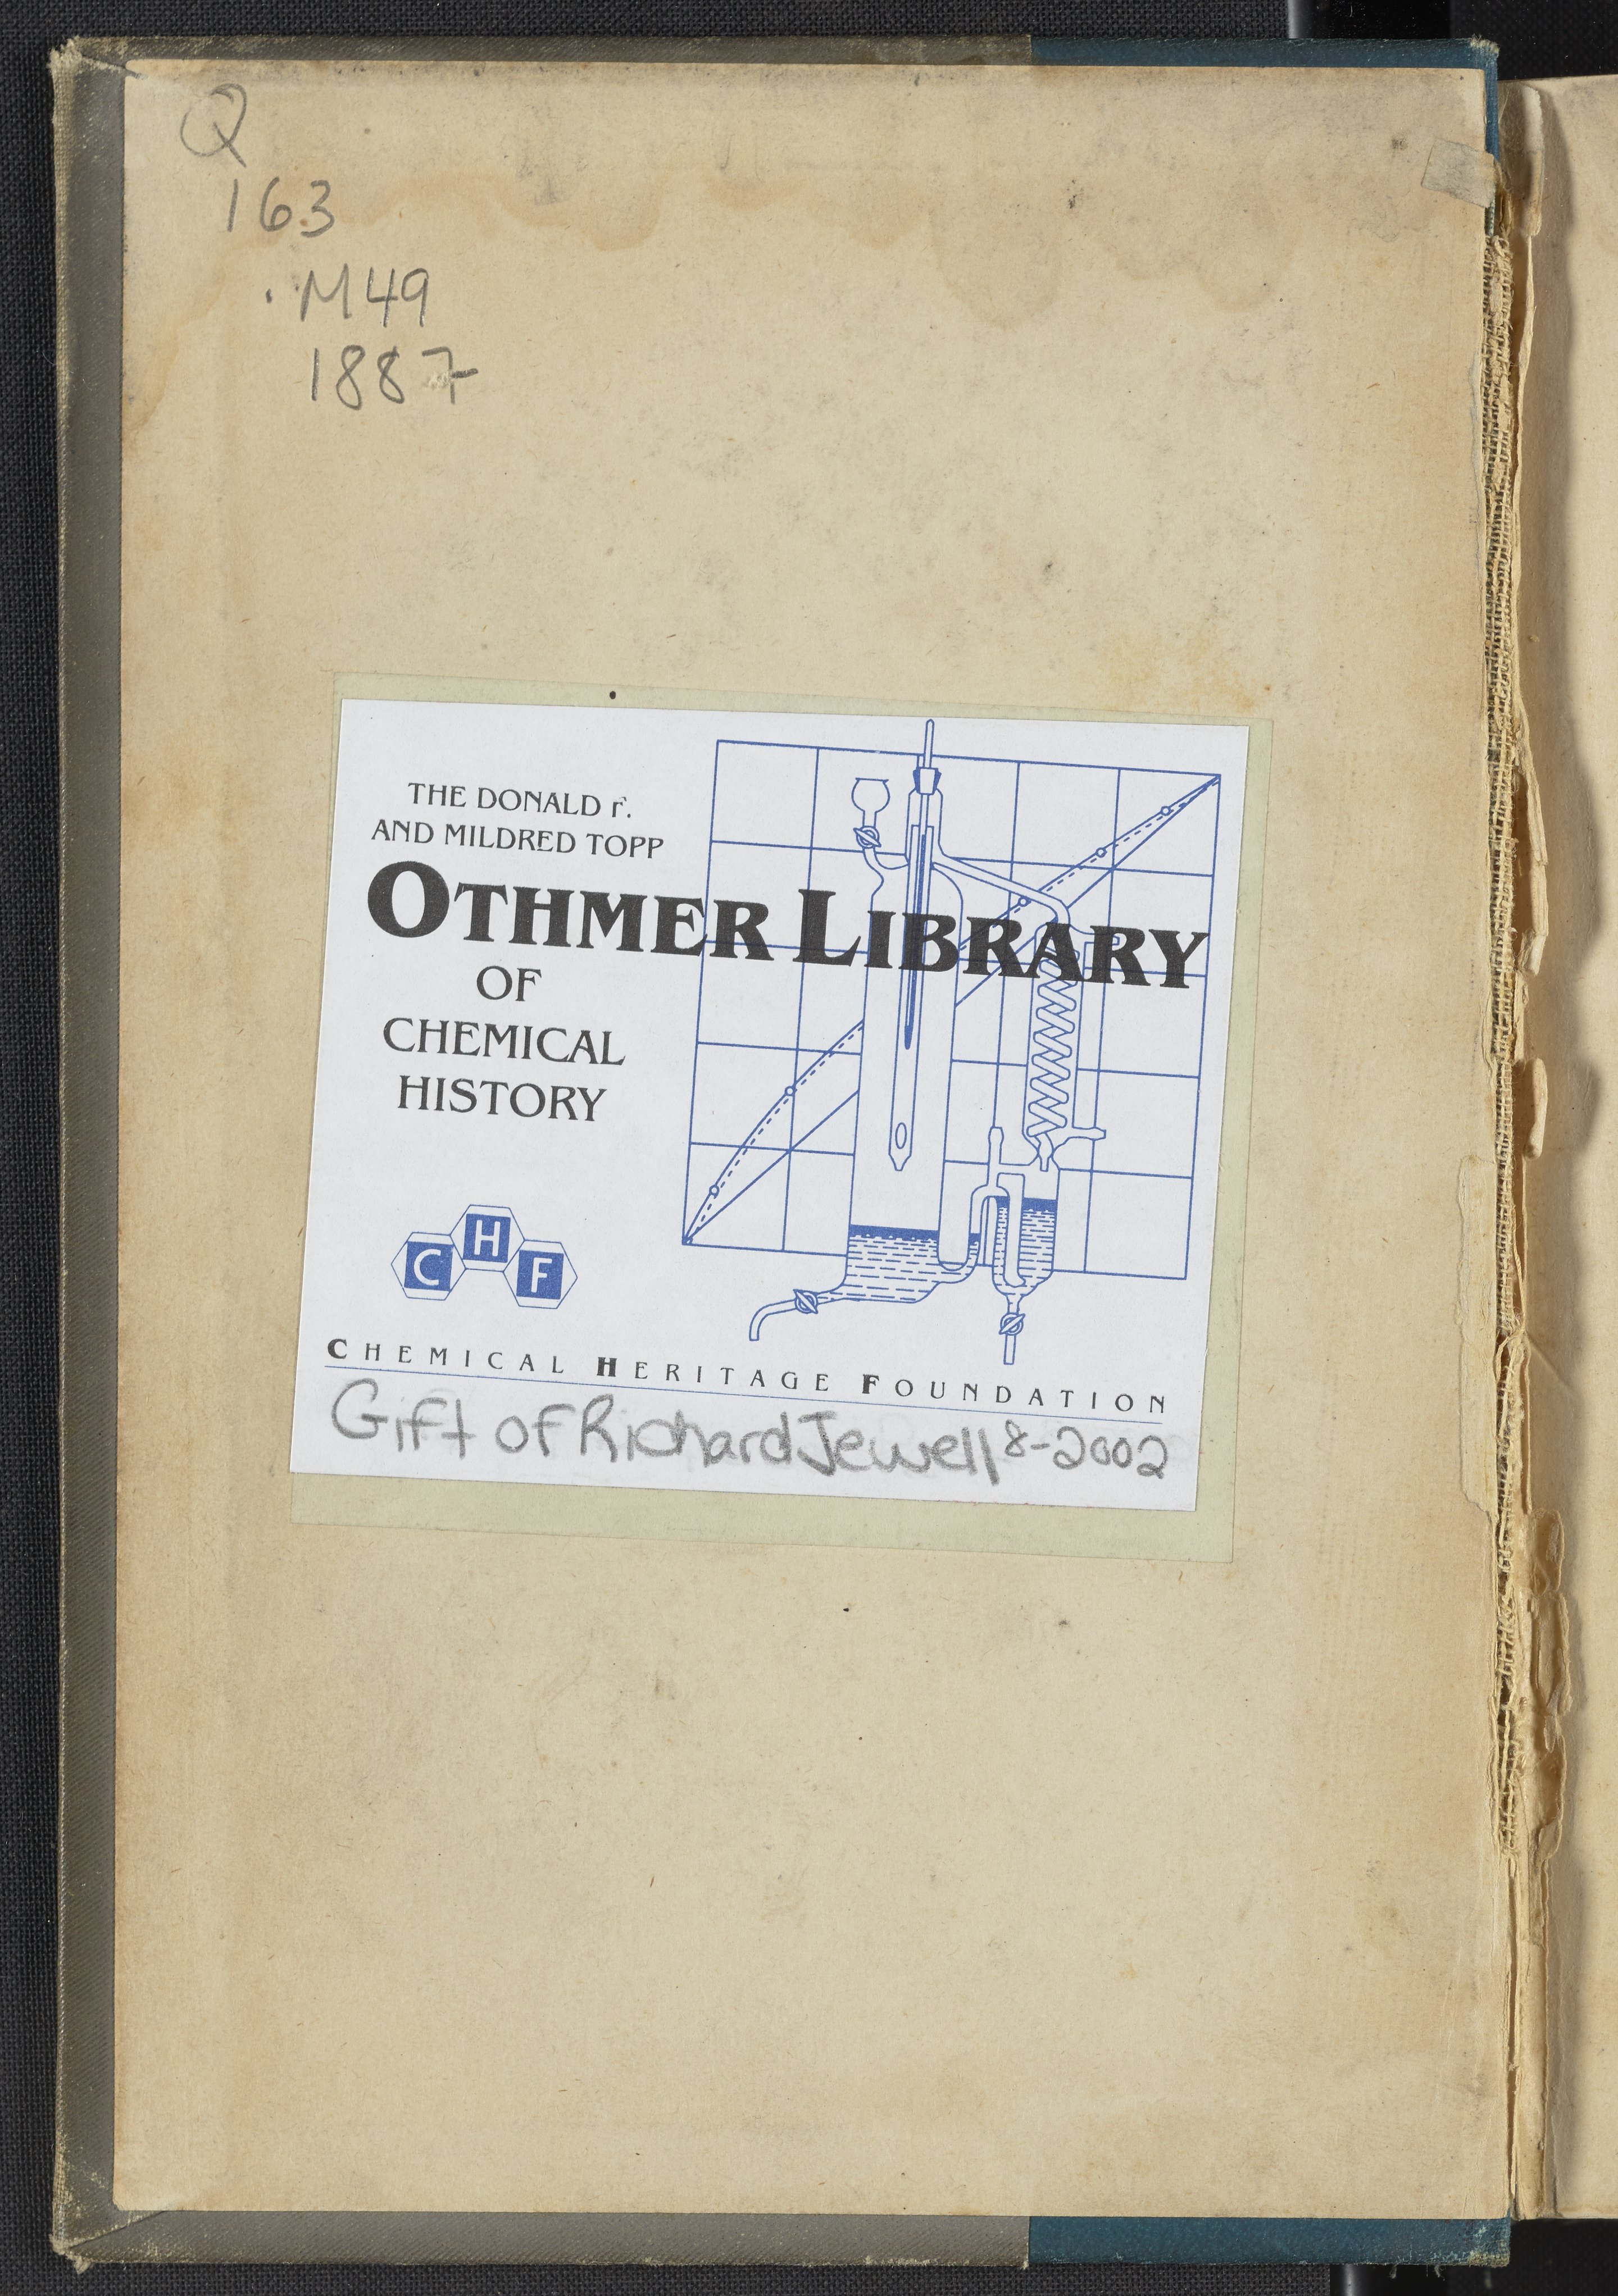 Q
163
.M49
1887
THE DONALD F.
AND MILDRED TOPP
OTHMER LIBRARY
OF
CHEMICAL
HISTORY
C H F
CHEMICAL HERITAGE FOUNDATION
Gift of Richard Jewell 8-2002